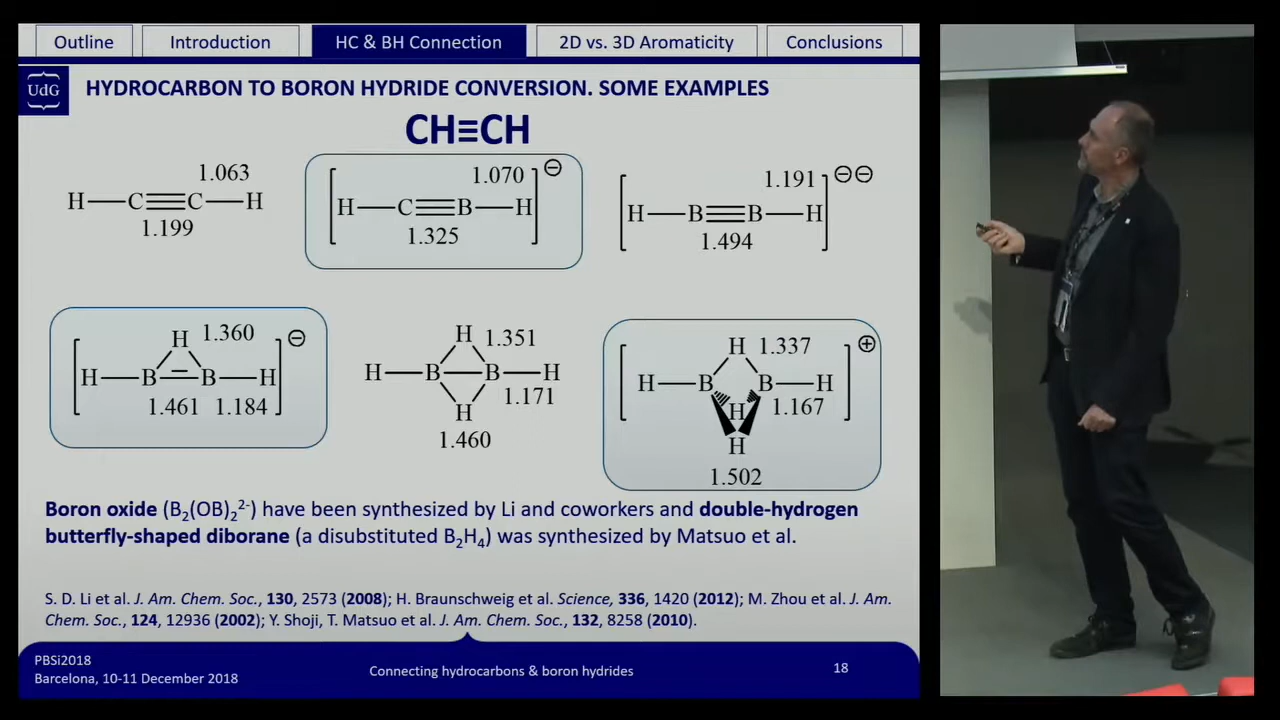 Outline Introduction HC & BH Connection 2D vs. 3D Aromaticity Conclusions
UdG
HYDROCARBON TO BORON HYDRIDE CONVERSION. SOME EXAMPLES
CH≡CH
1.063
H—C≡C—H
1.199
1.070 ⊖
[H—C≡B—H]
1.325
1.191 ⊖⊖
[H—B≡B—H]
1.494
H 1.360 ⊖
[H—B B—H]
1.461 1.184
H 1.351
H—B—B—H
1.171
H
1.460
H 1.337 ⊕
[H—B B—H]
H 1.167
H
1.502
Boron oxide (B₂(OB)₂²⁻) have been synthesized by Li and coworkers and double-hydrogen
butterfly-shaped diborane (a disubstituted B₂H₄) was synthesized by Matsuo et al.
S. D. Li et al. J. Am. Chem. Soc., 130, 2573 (2008); H. Braunschweig et al. Science, 336, 1420 (2012); M. Zhou et al. J. Am.
Chem. Soc., 124, 12936 (2002); Y. Shoji, T. Matsuo et al. J. Am. Chem. Soc., 132, 8258 (2010).
PBSi2018
Barcelona, 10-11 December 2018
Connecting hydrocarbons & boron hydrides
18